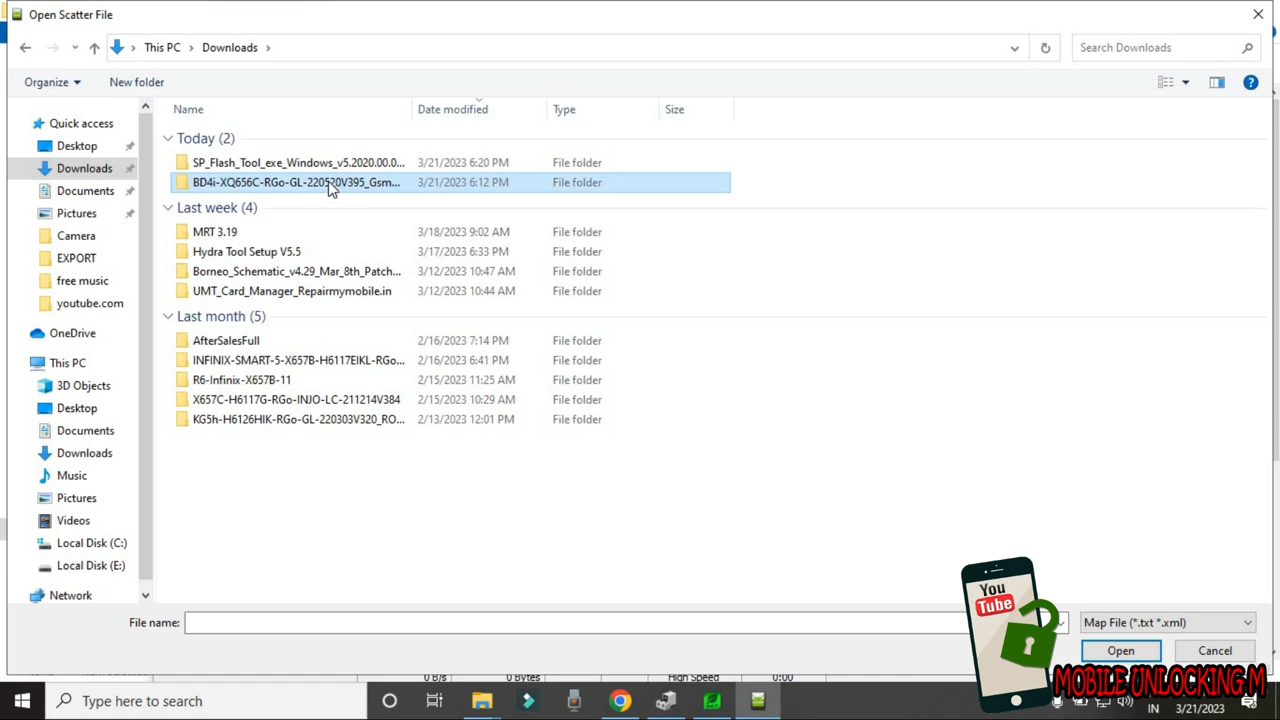 Open Scatter File
This PC
Downloads
Search Downloads
Organize
New folder
Name
Date modified
Type
Size
Quick access
Desktop
Downloads
Documents
Pictures
Camera
EXPORT
free music
youtube.com
OneDrive
This PC
3D Objects
Desktop
Documents
Downloads
Music
Pictures
Videos
Local Disk (C:)
Local Disk (E:)
Network
Today (2)
SP_Flash_Tool_exe_Windows_v5.2020.00.0... 3/21/2023 6:20 PM File folder
BD4i-XQ656C-RGo-GL-220520V395_Gsm... 3/21/2023 6:12 PM File folder
Last week (4)
MRT 3.19 3/18/2023 9:02 AM File folder
Hydra Tool Setup V5.5 3/17/2023 6:33 PM File folder
Borneo_Schematic_v4.29_Mar_8th_Patch... 3/12/2023 10:47 AM File folder
UMT_Card_Manager_Repairmymobile.in 3/12/2023 10:44 AM File folder
Last month (5)
AfterSalesFull 2/16/2023 7:14 PM File folder
INFINIX-SMART-5-X657B-H6117EIKL-RGo... 2/16/2023 6:41 PM File folder
R6-Infinix-X657B-11 2/15/2023 11:25 AM File folder
X657C-H6117G-RGo-INJO-LC-211214V384 2/15/2023 10:29 AM File folder
KG5h-H6126HIK-RGo-GL-220303V320_RO... 2/13/2023 12:01 PM File folder
File name:
Map File (*.txt *.xml)
Open
Cancel
You
Tube
MOBILE UNLOCKING M
0 B/s
0 Bytes
High Speed
0:00
Type here to search
IN
3/21/2023